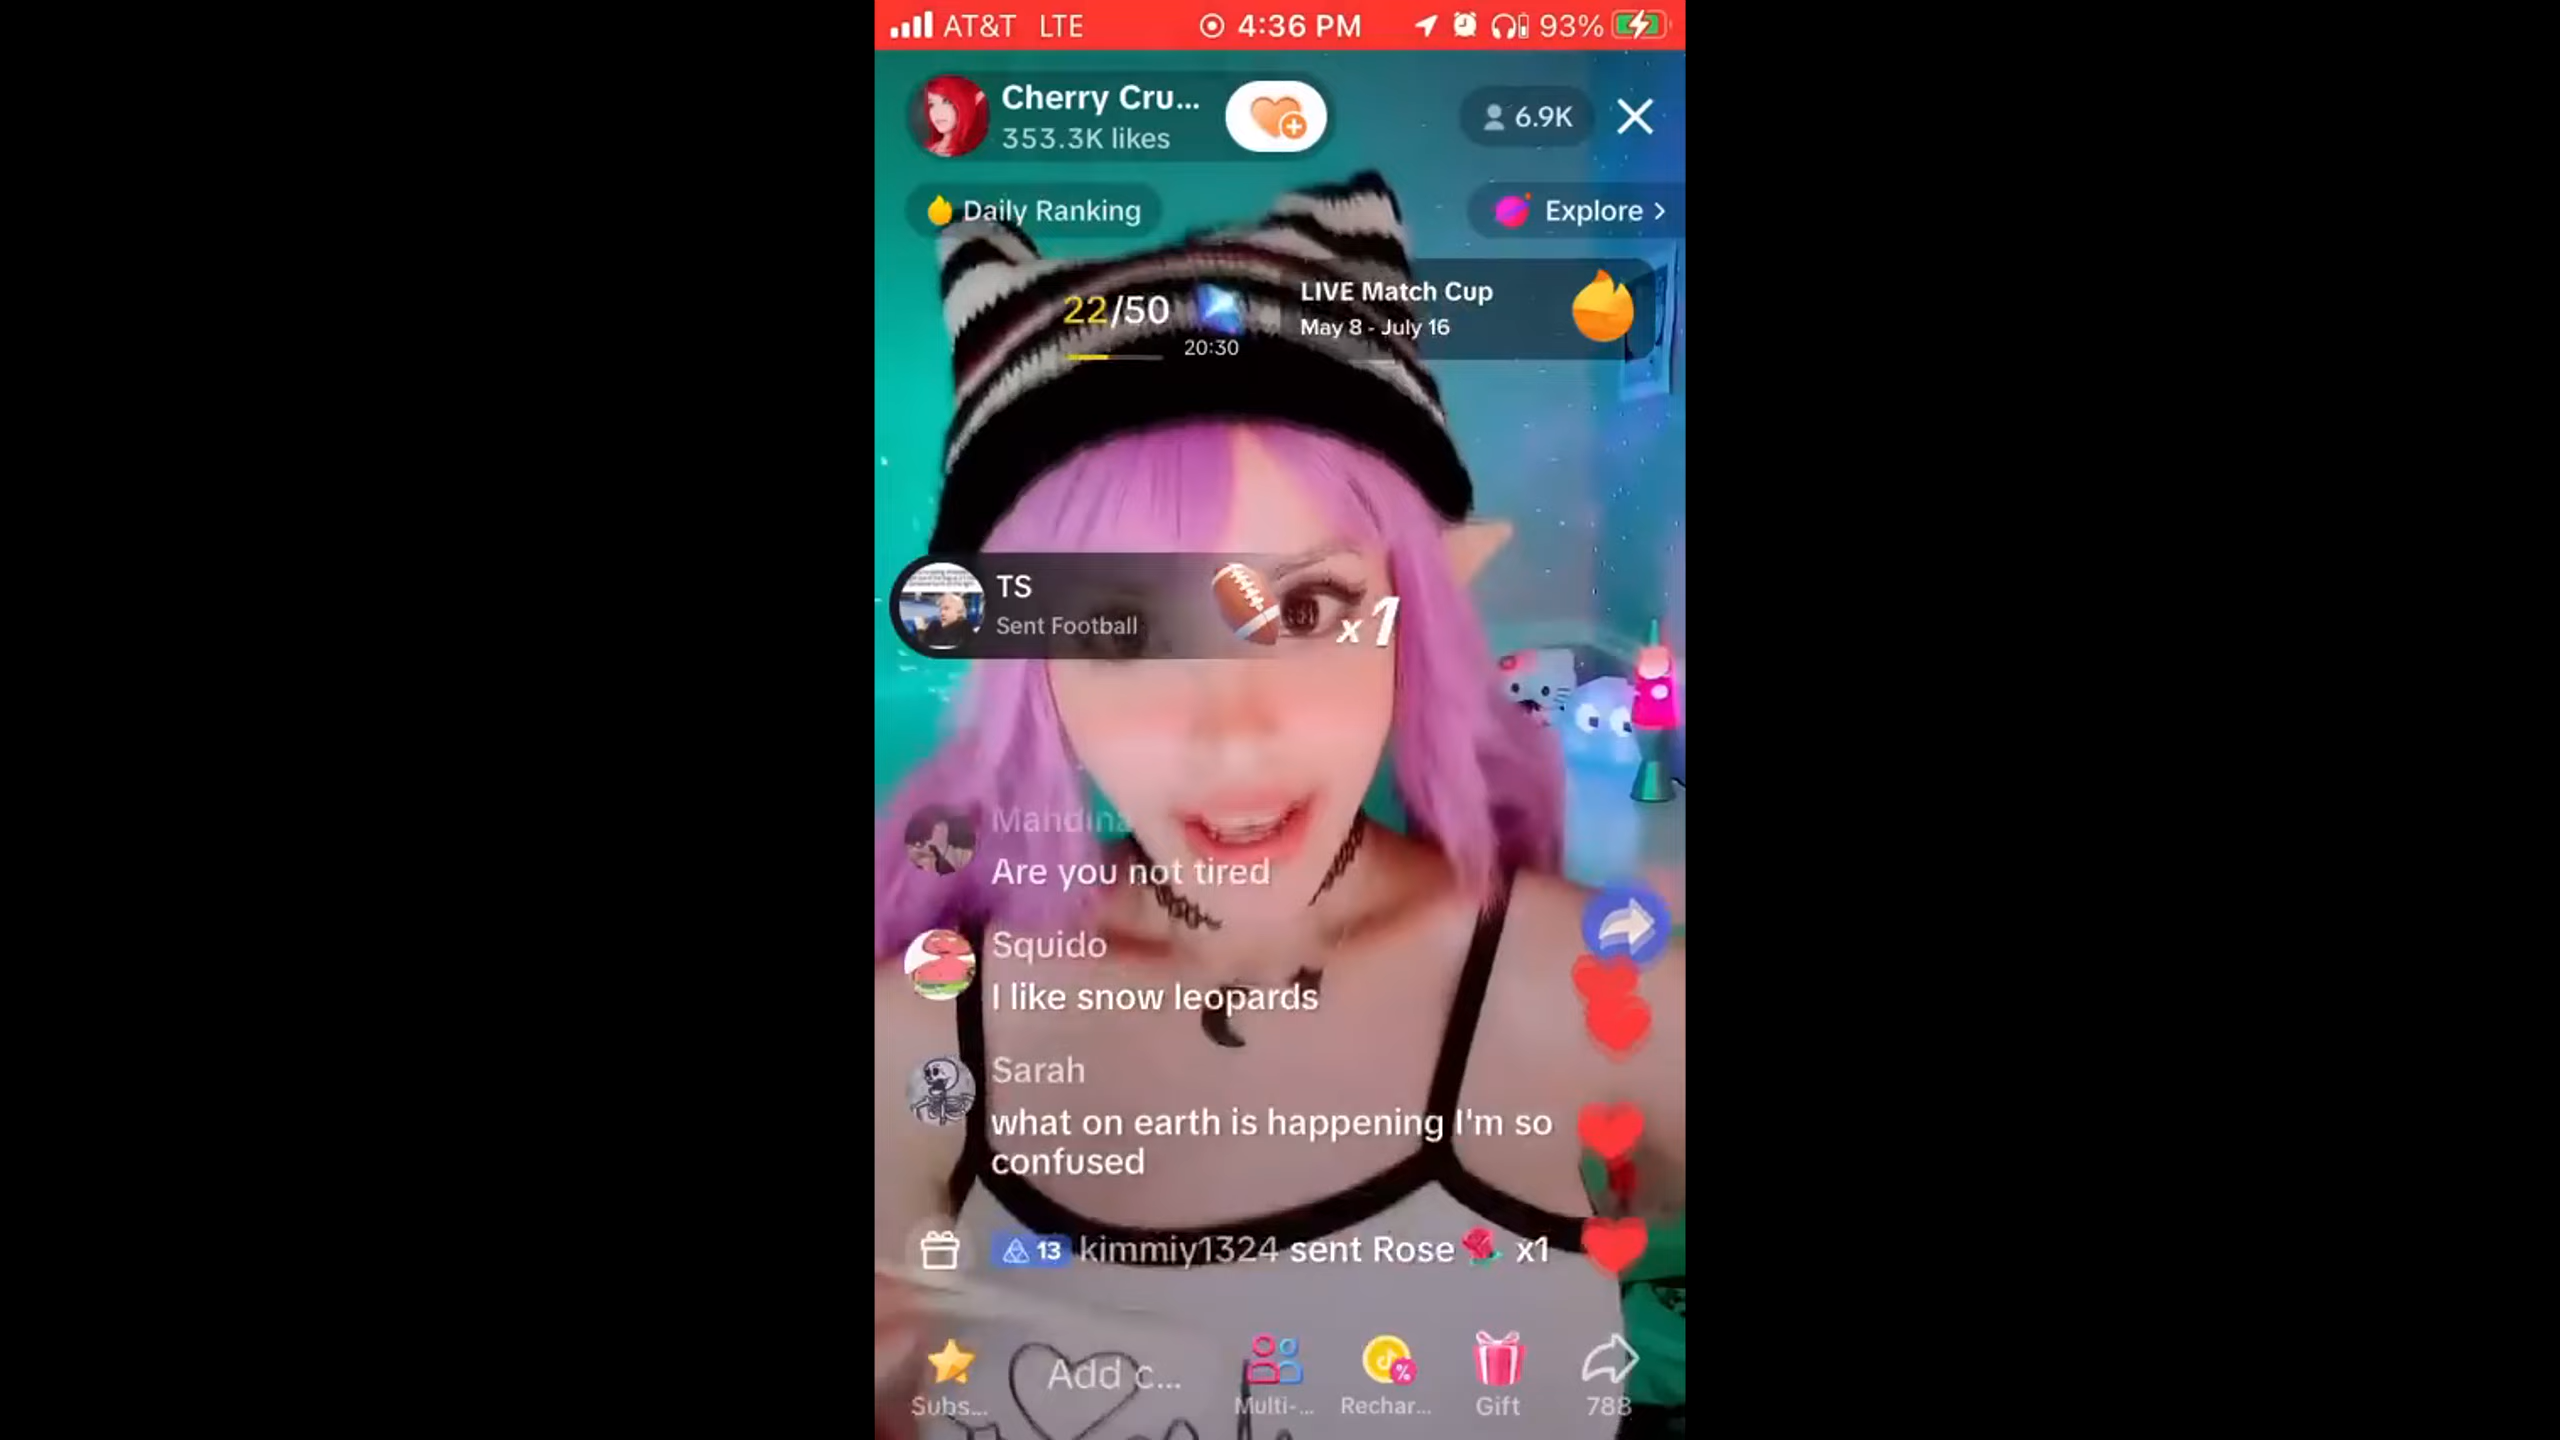 AT&T LTE 4:36 PM 93%
Cherry Cru...
353.3K likes
6.9K
Daily Ranking
Explore >
22/50
20:30
LIVE Match Cup
May 8 - July 16
TS
Sent Football
x1
Mahdina
Are you not tired
Squido
I like snow leopards
Sarah
what on earth is happening I'm so
confused
13 kimmiy1324 sent Rose x1
Add c...
Subs...
Multi-...
Rechar...
Gift
788